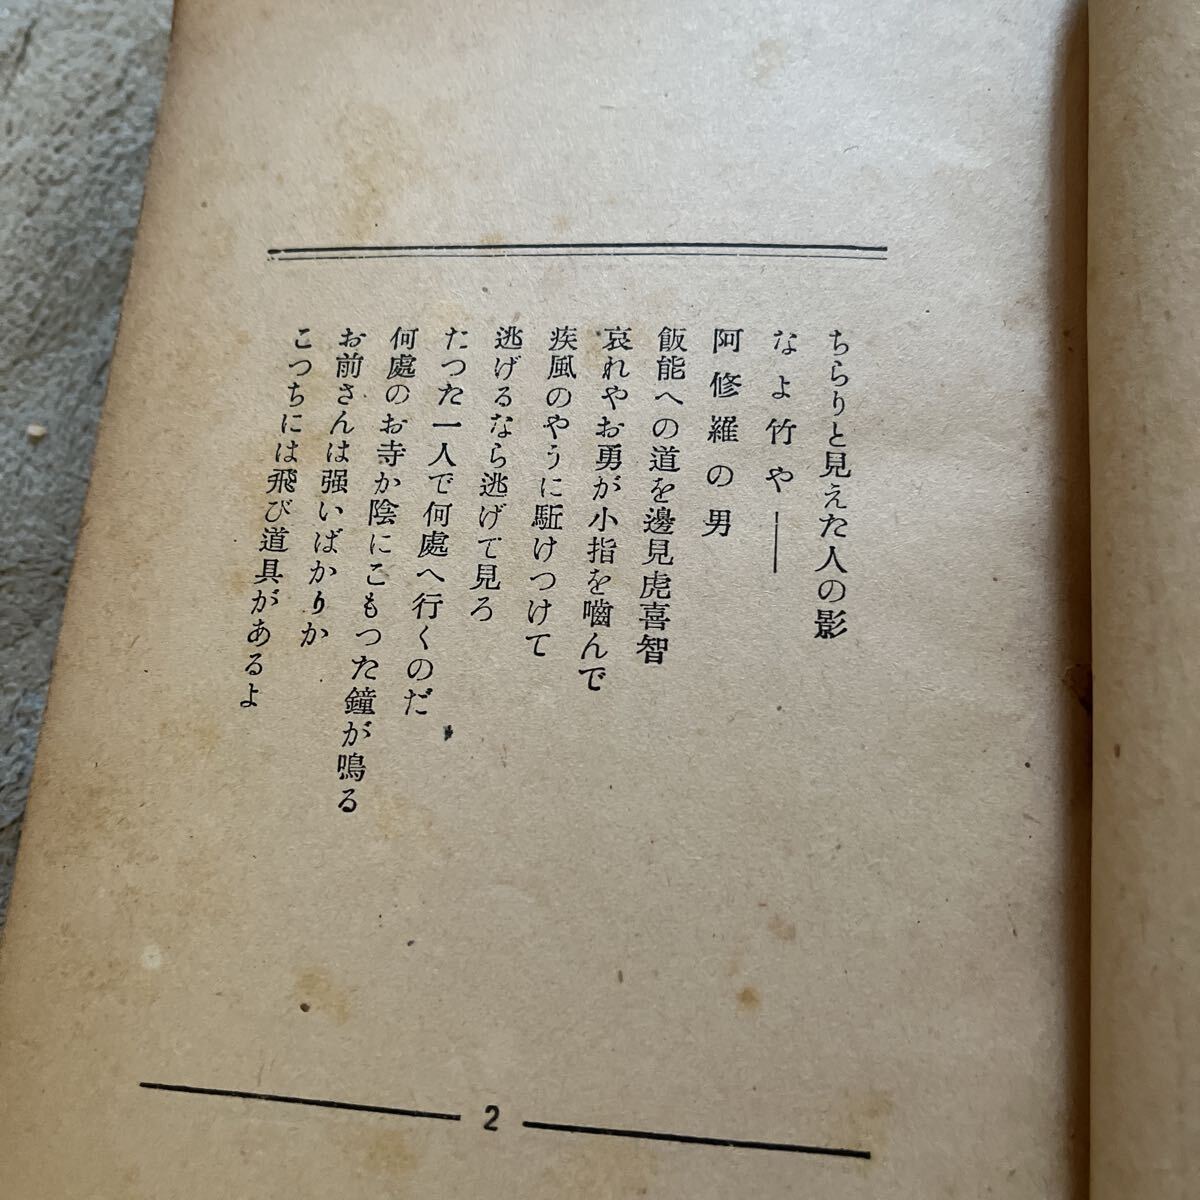 ちらりと見えた人の影
なよ竹や――
阿修羅の男
飯能への道を邊見虎喜智
哀れやお勇が小指を嚙んで
疾風のやうに駈けつけて
逃げるなら逃げて見ろ
たつた一人で何處へ行くのだ
何處のお寺か陰にこもつた鐘が鳴る
お前さんは强いばかりか
こつちには飛び道具があるよ
2